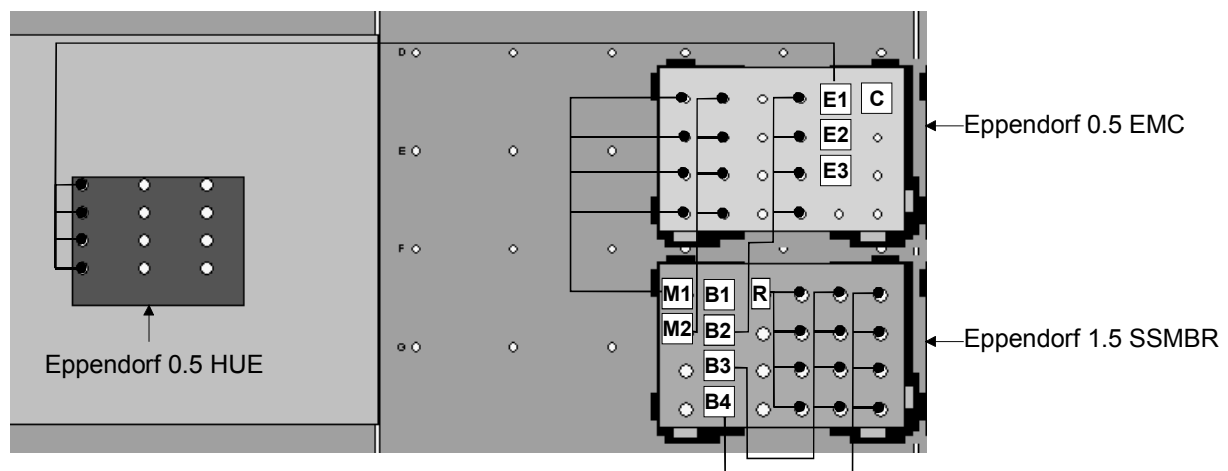 D
E1 C
Eppendorf 0.5 EMC
E2
E
E3
F
M1 B1 R
M2 B2
Eppendorf 1.5 SSMBR
G
Eppendorf 0.5 HUE
B3
B4